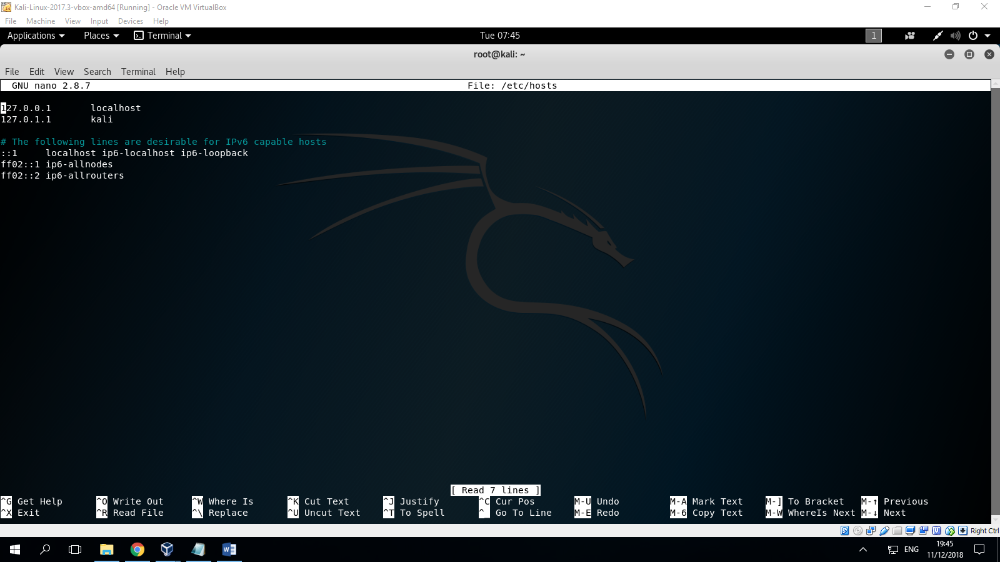 Kali-Linux-2017.3-vbox-amd64 [Running] - Oracle VM VirtualBox
File Machine View Input Devices Help
Applications Places Terminal Tue 07:45 1
root@kali: ~
File Edit View Search Terminal Help
GNU nano 2.8.7 File: /etc/hosts
127.0.0.1 localhost
127.0.1.1 kali
# The following lines are desirable for IPv6 capable hosts
::1 localhost ip6-localhost ip6-loopback
ff02::1 ip6-allnodes
ff02::2 ip6-allrouters
[ Read 7 lines ]
^G Get Help ^O Write Out ^W Where Is ^K Cut Text ^J Justify ^C Cur Pos M-U Undo M-A Mark Text M-] To Bracket M-↑ Previous
^X Exit ^R Read File ^\ Replace ^U Uncut Text ^T To Spell ^_ Go To Line M-E Redo M-6 Copy Text M-W WhereIs Next M-↓ Next
Right Ctrl
ENG 19:45
11/12/2018